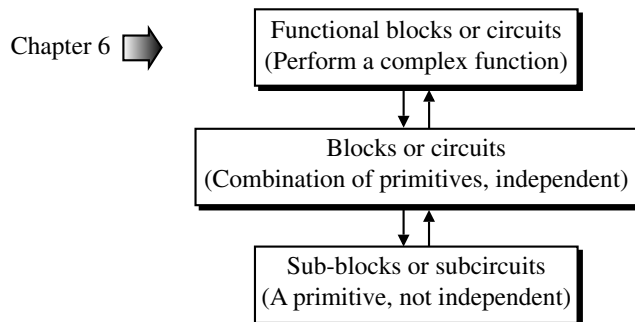 Chapter 6
Functional blocks or circuits
(Perform a complex function)
Blocks or circuits
(Combination of primitives, independent)
Sub-blocks or subcircuits
(A primitive, not independent)